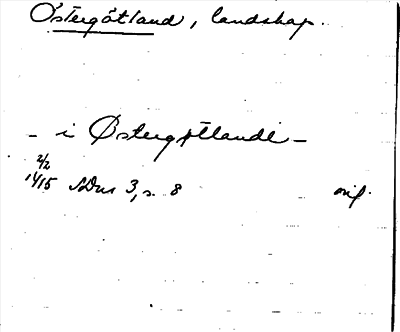 Östergötland, landskap.
- i Østergøtlandi -
2/2
1415 SDns 3, s. 8 orig.